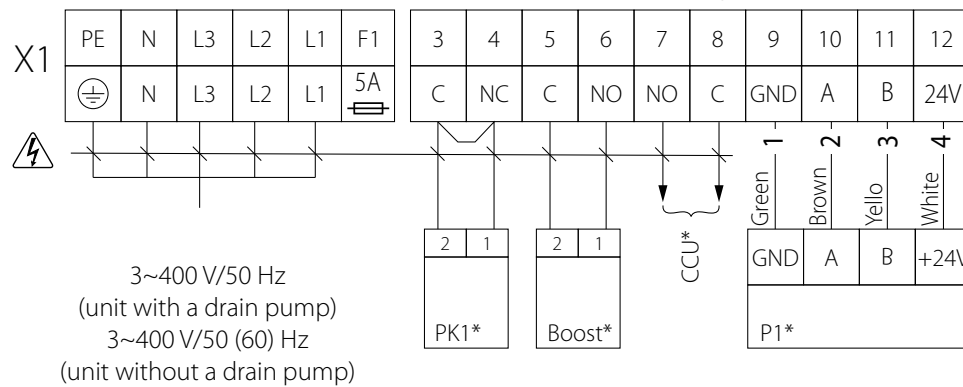 X1
PE N L3 L2 L1 F1 3 4 5 6 7 8 9 10 11 12
N L3 L2 L1 5A C NC C NO NO C GND A B 24V
1 2 3 4
Green Brown Yello White
CCU*
2 1 2 1
GND A B +24V
PK1* Boost* P1*
3~400 V/50 Hz
(unit with a drain pump)
3~400 V/50 (60) Hz
(unit without a drain pump)